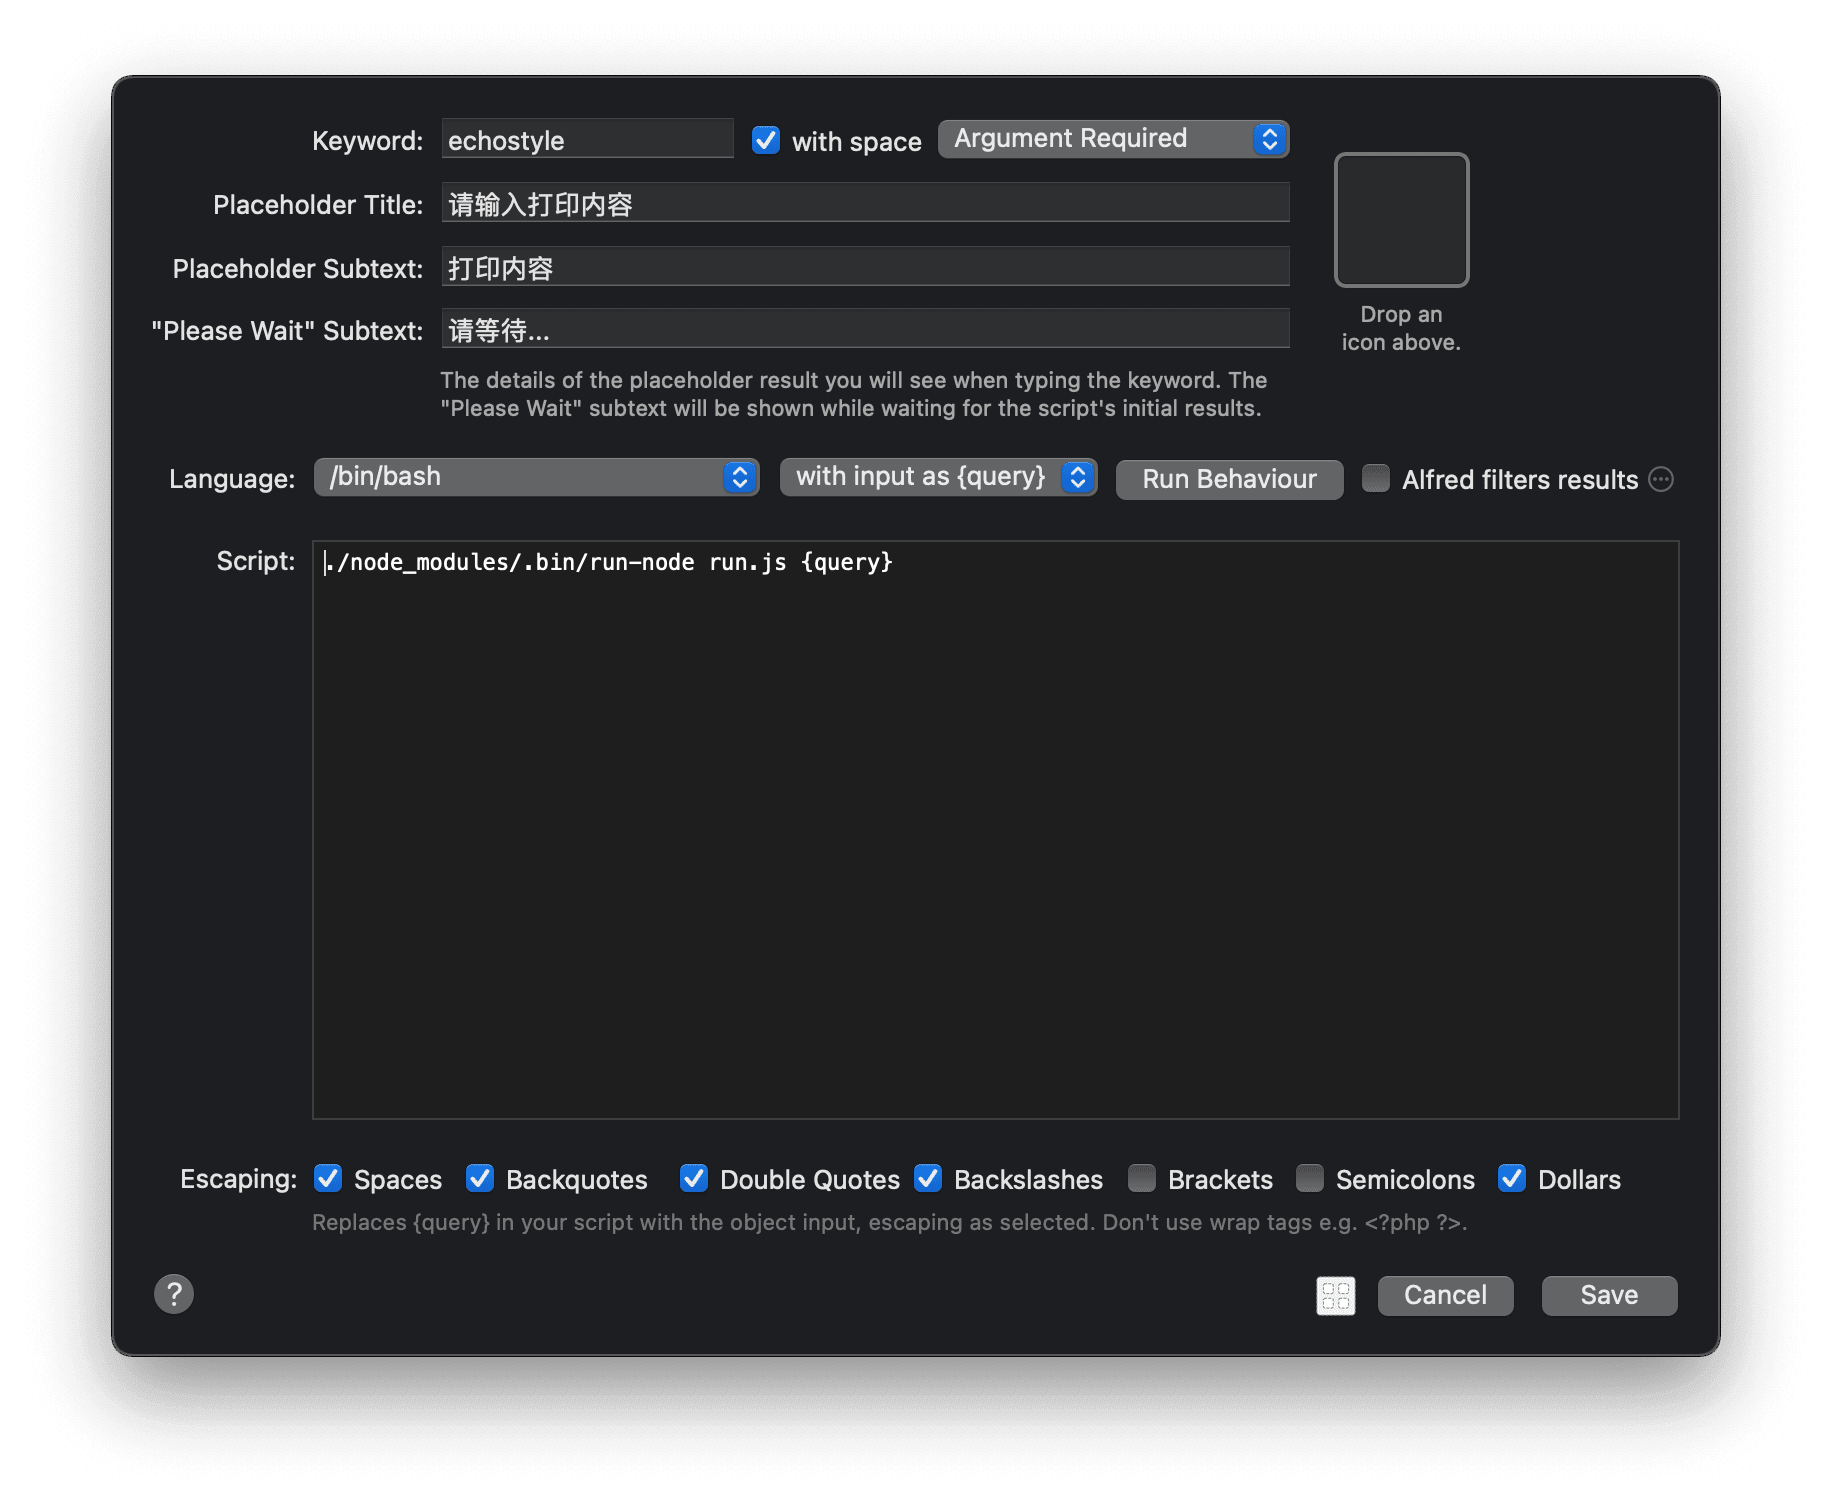 Keyword: echostyle with space Argument Required
Placeholder Title: 请输入打印内容
Placeholder Subtext: 打印内容
"Please Wait" Subtext: 请等待...
Drop an
icon above.
The details of the placeholder result you will see when typing the keyword. The
"Please Wait" subtext will be shown while waiting for the script's initial results.
Language: /bin/bash with input as {query} Run Behaviour Alfred filters results
Script: ./node_modules/.bin/run-node run.js {query}
Escaping: Spaces Backquotes Double Quotes Backslashes Brackets Semicolons Dollars
Replaces {query} in your script with the object input, escaping as selected. Don't use wrap tags e.g. <?php ?>.
? Cancel Save